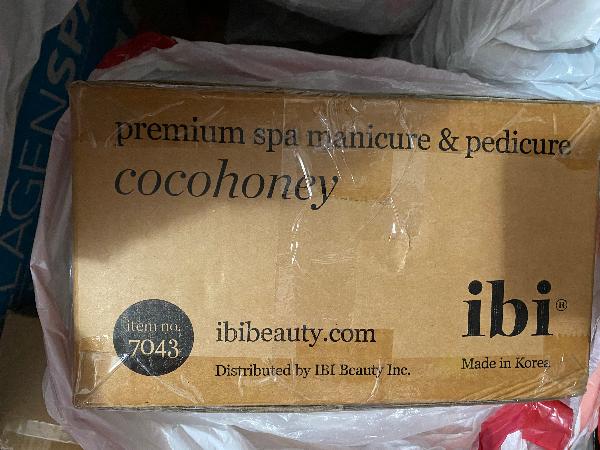 premium spa manicure & pedicure
cocohoney
item no.
7043
ibibeauty.com
Distributed by IBI Beauty Inc.
ibi®
Made in Korea